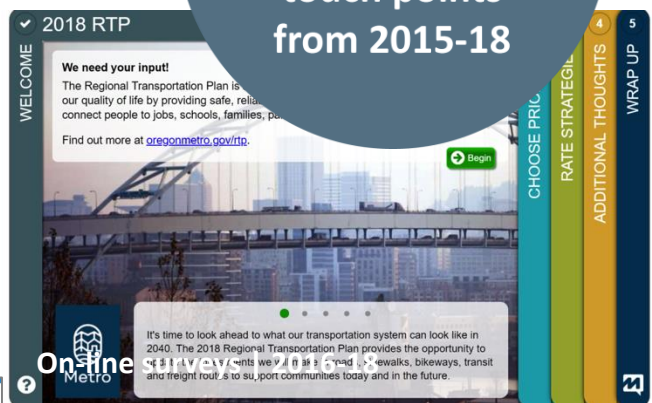 touch points
from 2015-18
2018 RTP
WELCOME
We need your input!
The Regional Transportation Plan is
our quality of life by providing safe,
connect people to jobs, schools, families,
Find out more at oregonmetro.gov/rtp.
Begin
CHOOSE
RATE
4
ADDITIONAL THOUGHTS
5
WRAP UP
It's time to look ahead to what our transportation system can look like in
2040. The 2018 Regional Transportation Plan provides the opportunity to
we sidewalks, bikeways, transit
and freight routes to support communities today and in the future.
On-line surveys | 2016-18
Metro
?